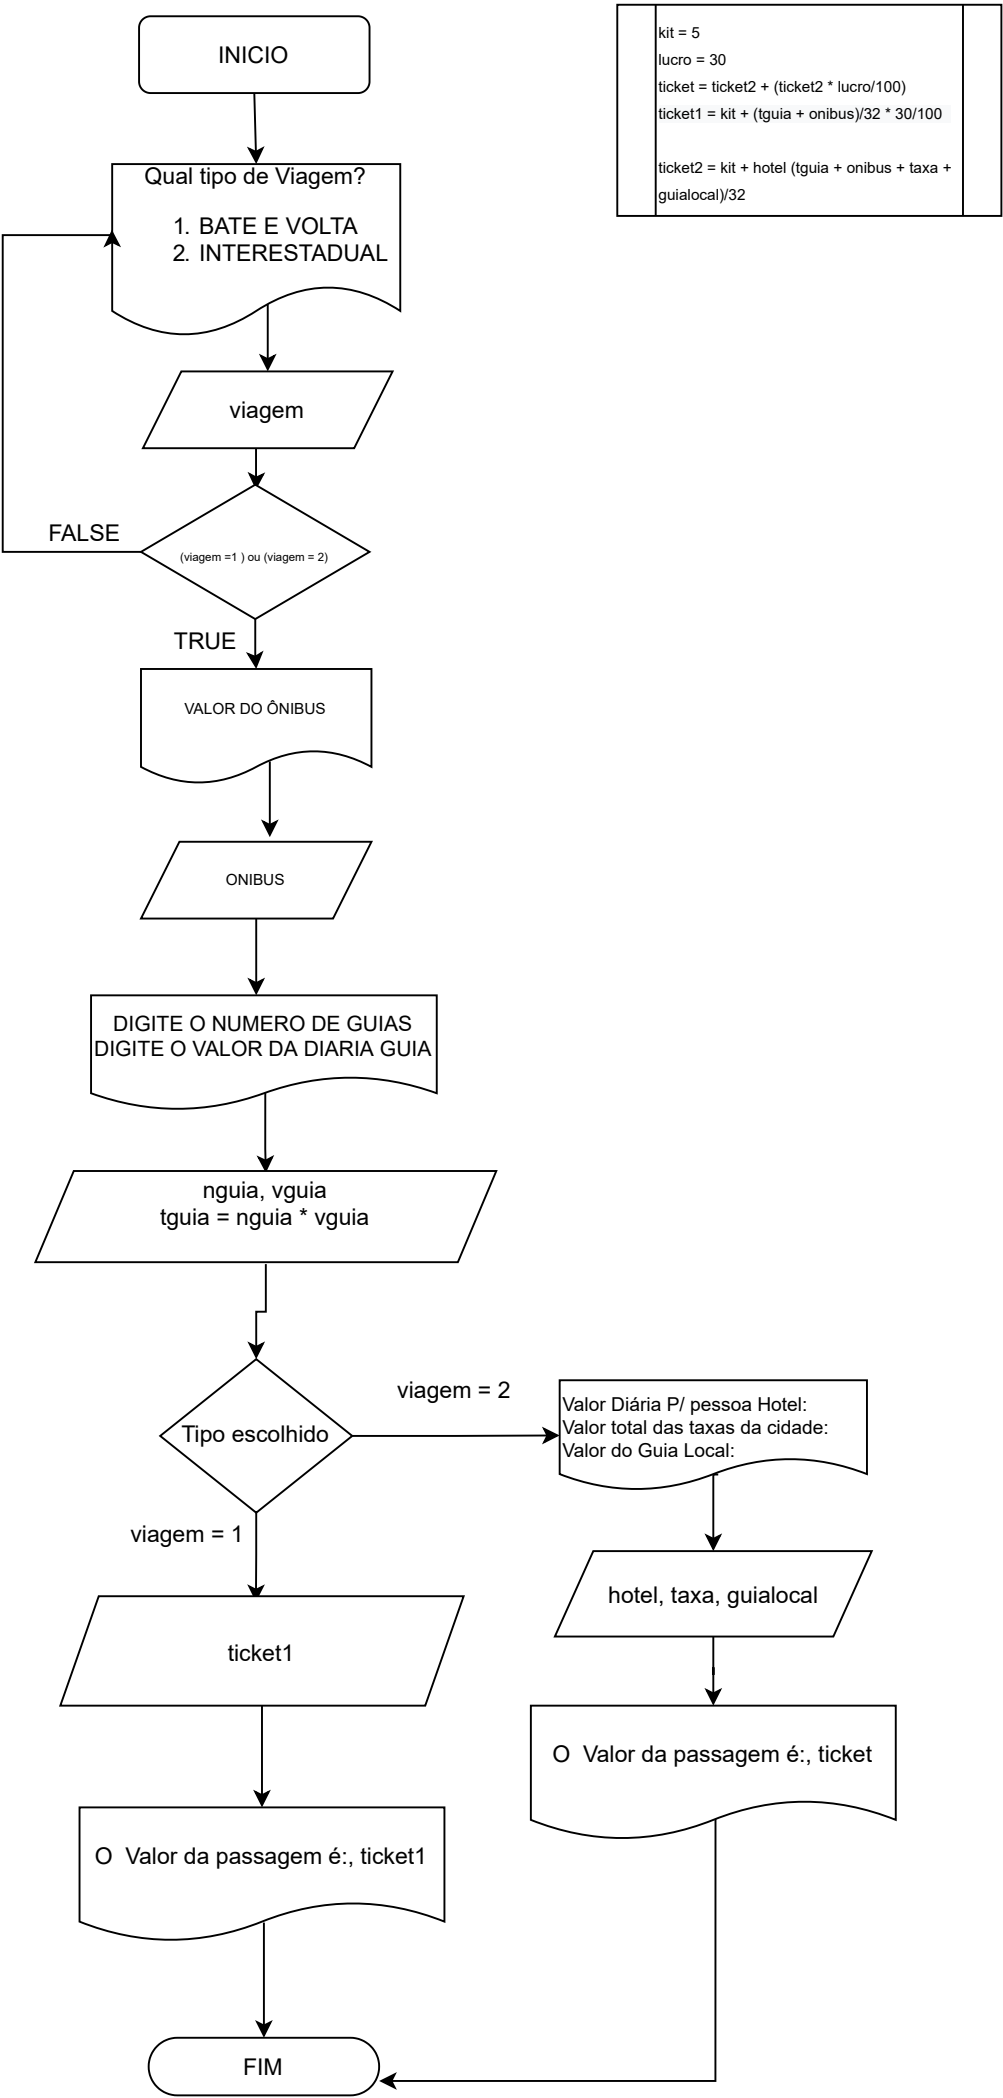 INICIO
kit = 5
lucro = 30
ticket = ticket2 + (ticket2 * lucro/100)
ticket1 = kit + (tguia + onibus)/32 * 30/100
ticket2 = kit + hotel (tguia + onibus + taxa +
guialocal)/32
Qual tipo de Viagem?
1. BATE E VOLTA
2. INTERESTADUAL
viagem
FALSE
(viagem =1 ) ou (viagem = 2)
TRUE
VALOR DO ÔNIBUS
ONIBUS
DIGITE O NUMERO DE GUIAS
DIGITE O VALOR DA DIARIA GUIA
nguia, vguia
tguia = nguia * vguia
Tipo escolhido
viagem = 2
Valor Diária P/ pessoa Hotel:
Valor total das taxas da cidade:
Valor do Guia Local:
viagem = 1
hotel, taxa, guialocal
ticket1
O  Valor da passagem é:, ticket
O  Valor da passagem é:, ticket1
FIM